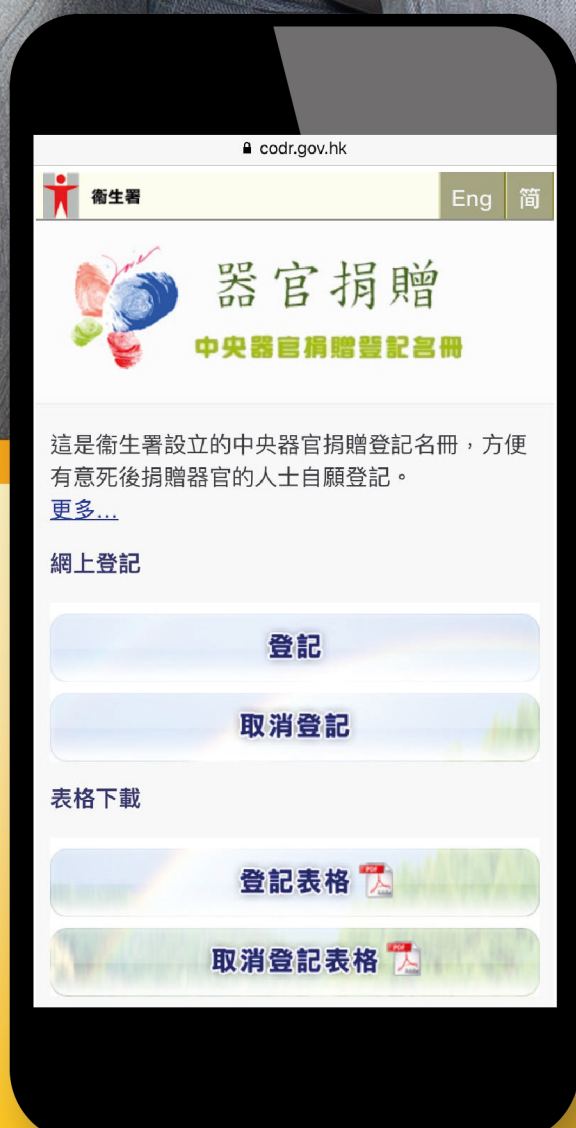 codr.gov.hk
衞生署
Eng 简
Love
器官捐贈
中央器官捐贈登記名冊
這是衞生署設立的中央器官捐贈登記名冊，方便
有意死後捐贈器官的人士自願登記。
更多...
網上登記
登記
取消登記
表格下載
登記表格 PDF
取消登記表格 PDF